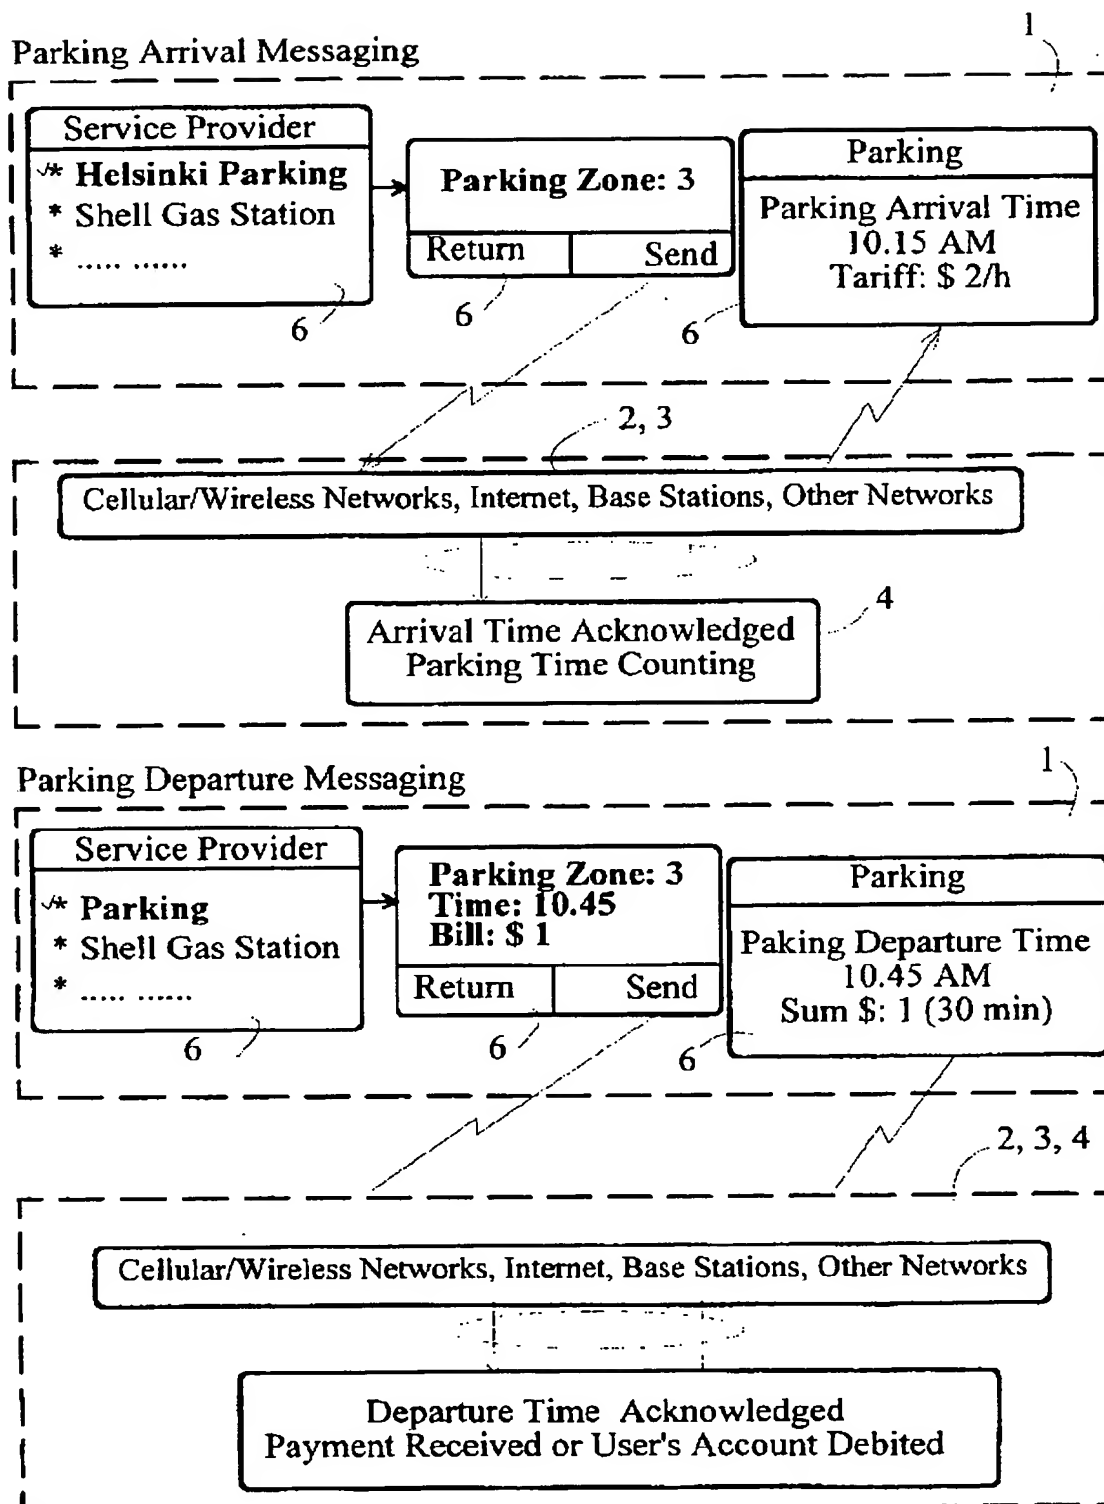 1
Parking Arrival Messaging
Service Provider
* Helsinki Parking
* Shell Gas Station
* ..... ......
6
Parking Zone: 3
Return
Send
6
Parking
Parking Arrival Time
10.15 AM
Tariff: $ 2/h
6
2, 3
Cellular/Wireless Networks, Internet, Base Stations, Other Networks
4
Arrival Time Acknowledged
Parking Time Counting
1
Parking Departure Messaging
Service Provider
* Parking
* Shell Gas Station
* ..... ......
6
Parking Zone: 3
Time: 10.45
Bill: $ 1
Return
Send
6
Parking
Paking Departure Time
10.45 AM
Sum $: 1 (30 min)
6
2, 3, 4
Cellular/Wireless Networks, Internet, Base Stations, Other Networks
Departure Time Acknowledged
Payment Received or User's Account Debited